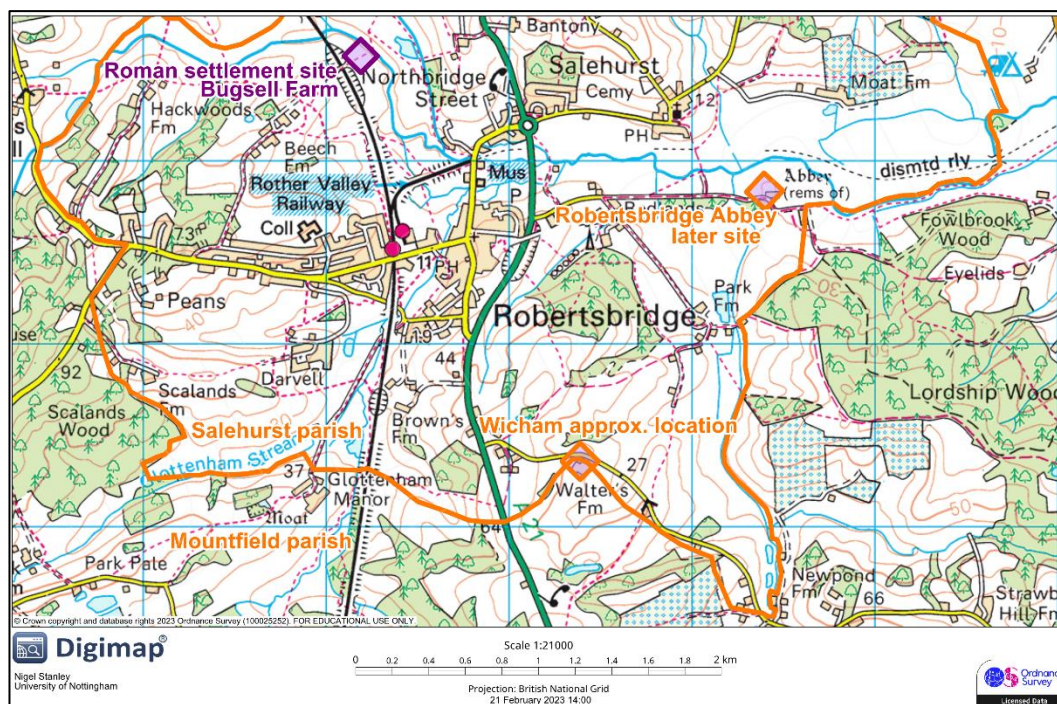 Bantony
Roman settlement site
Bugsell Farm
Northbridge
Street
Salehurst
Cemy
Moat Fm
10
Hackwoods
Fm
12
PH
Beech
Fm
Mus
P
dismtd rly
Rother Valley
Railway
Abbey
(rems of)
Coll
Robertsbridge Abbey
later site
Fowlbrook
Wood
73
11
PH
Eyelids
Peans
40
Robertsbridge
Park
Fm
30
use
19
44
92
Darvell
Scalands
Fm
Brown's
Fm
Lordship Wood
Scalands
Wood
Salehurst parish
Wicham approx. location
Glottenham Stream
37
27
Glottenham
Manor
Walter's
Fm
50
Moat
64
A 21
Mountfield parish
Park Pale
Newpond
Fm
66
Strawb
Hill Fm
© Crown copyright and database rights 2023 Ordnance Survey (100025252). FOR EDUCATIONAL USE ONLY.
Digimap®
Nigel Stanley
University of Nottingham
Scale 1:21000
0 0.2 0.4 0.6 0.8 1 1.2 1.4 1.6 1.8 2 km
Projection: British National Grid
21 February 2023 14:00
Ordnance
Survey
Licensed Data